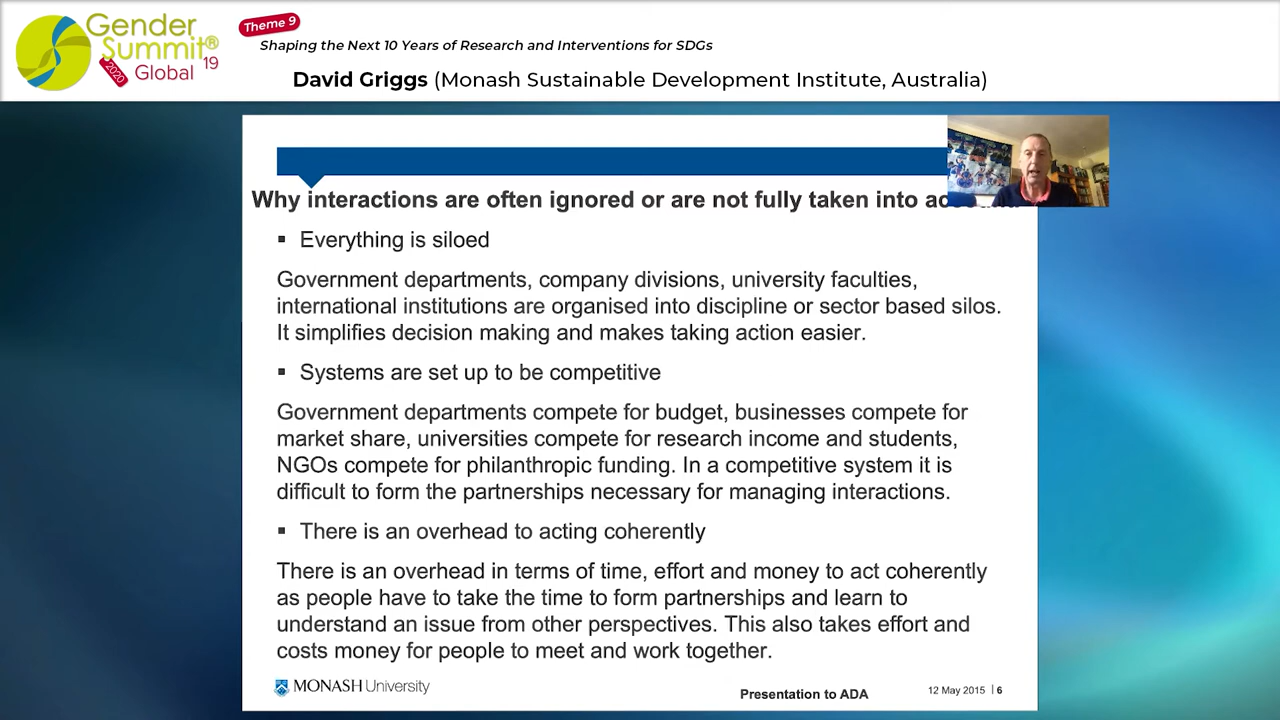 Gender
Summit®
Global 19
2020
Theme 9
Shaping the Next 10 Years of Research and Interventions for SDGs
David Griggs (Monash Sustainable Development Institute, Australia)
Why interactions are often ignored or are not fully taken into
▪ Everything is siloed
Government departments, company divisions, university faculties,
international institutions are organised into discipline or sector based silos.
It simplifies decision making and makes taking action easier.
▪ Systems are set up to be competitive
Government departments compete for budget, businesses compete for
market share, universities compete for research income and students,
NGOs compete for philanthropic funding. In a competitive system it is
difficult to form the partnerships necessary for managing interactions.
▪ There is an overhead to acting coherently
There is an overhead in terms of time, effort and money to act coherently
as people have to take the time to form partnerships and learn to
understand an issue from other perspectives. This also takes effort and
costs money for people to meet and work together.
MONASH University
Presentation to ADA
12 May 2015 | 6